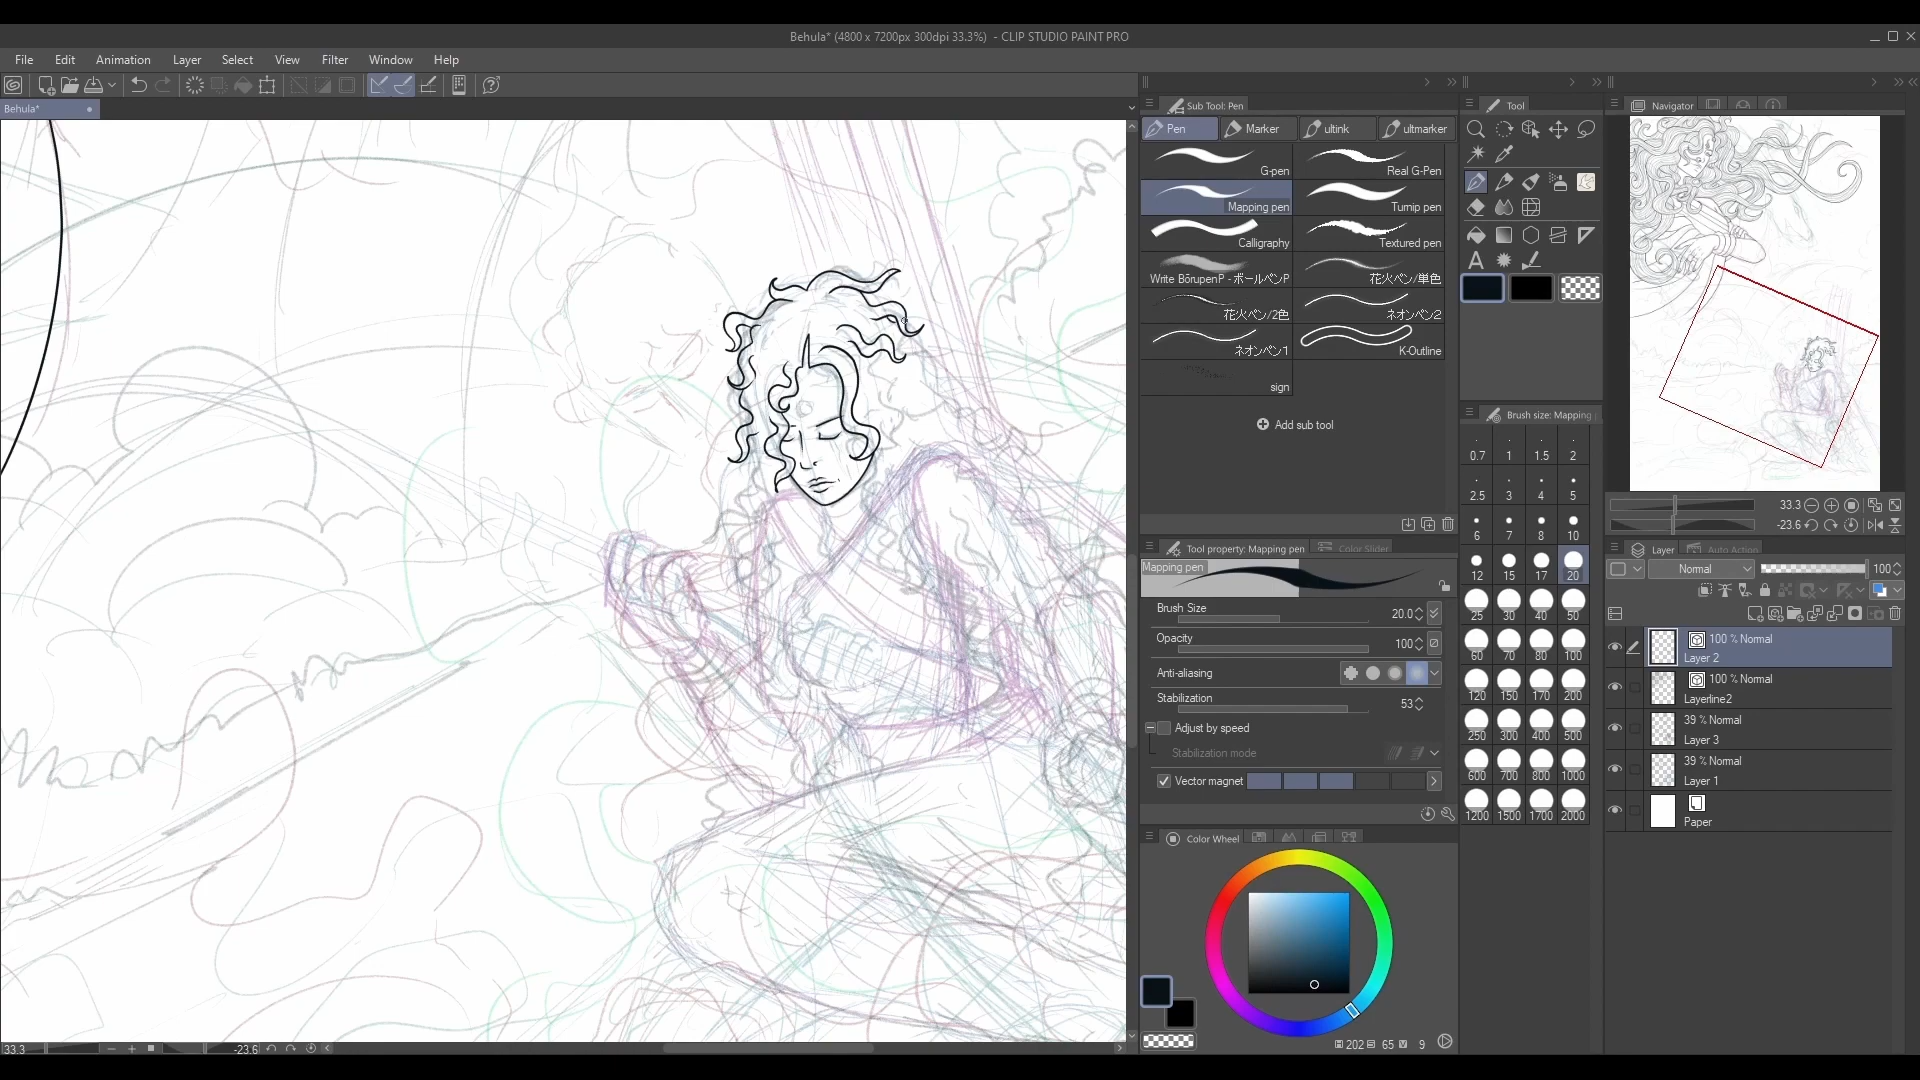 Behula* (4800 x 7200px 300dpi 33.3%) - CLIP STUDIO PAINT PRO
File Edit Animation Layer Select View Filter Window Help
Behula*
Sub Tool: Pen
Pen Marker ultink ultmarker
G-pen Real G-Pen
Mapping pen Turnip pen
Calligraphy Textured pen
Write BōrupenP - ボールペンP 花火ペン/単色
花火ペン/2色 ネオンペン2
ネオンペン1 K-Outline
sign
Add sub tool
Tool property: Mapping pen Color Slider
Mapping pen
Brush Size 20.0
Opacity 100
Anti-aliasing
Stabilization 53
Adjust by speed
Stabilization mode
Vector magnet
Color Wheel
202 65 9
Tool
Brush size: Mapping
0.7 1 1.5 2
2.5 3 4 5
6 7 8 10
12 15 17 20
25 30 40 50
60 70 80 100
120 150 170 200
250 300 400 500
600 700 800 1000
1200 1500 1700 2000
Navigator
33.3
-23.6
Layer Auto Action
Normal 100
100 % Normal
Layer 2
100 % Normal
Layerline2
39 % Normal
Layer 3
39 % Normal
Layer 1
Paper
33.3 -23.6